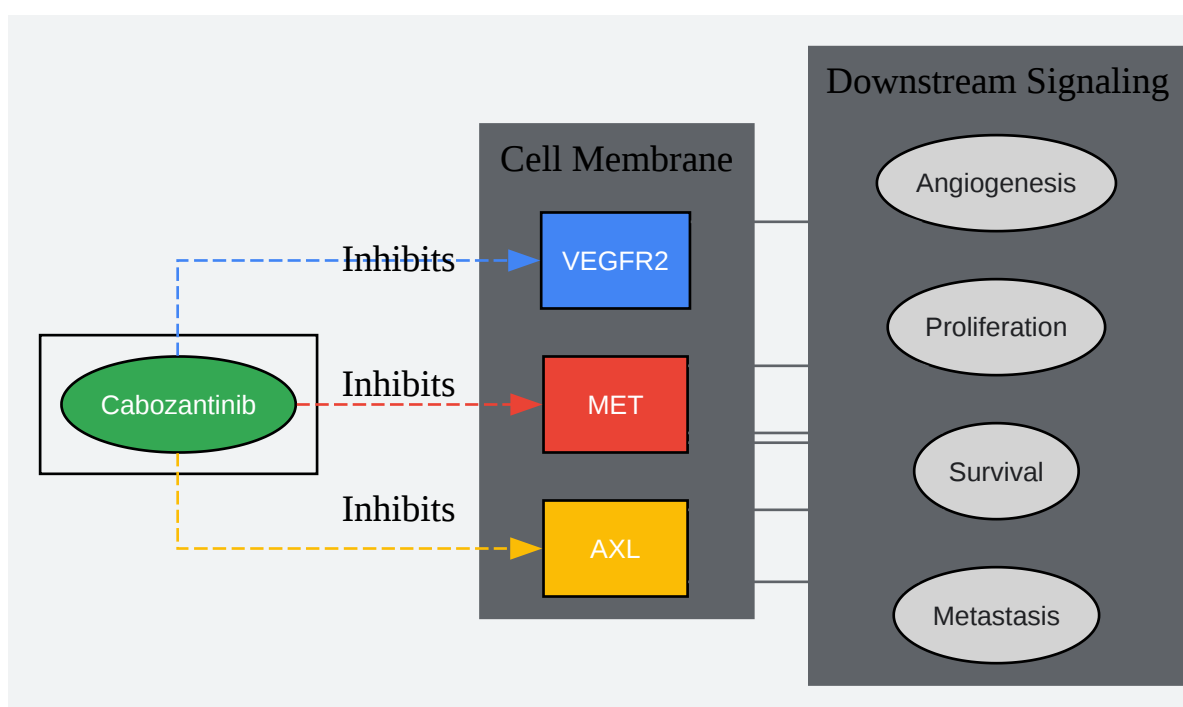 Downstream Signaling
Cell Membrane
Angiogenesis
Inhibits
VEGFR2
Proliferation
Cabozantinib
Inhibits
MET
Survival
Inhibits
AXL
Metastasis